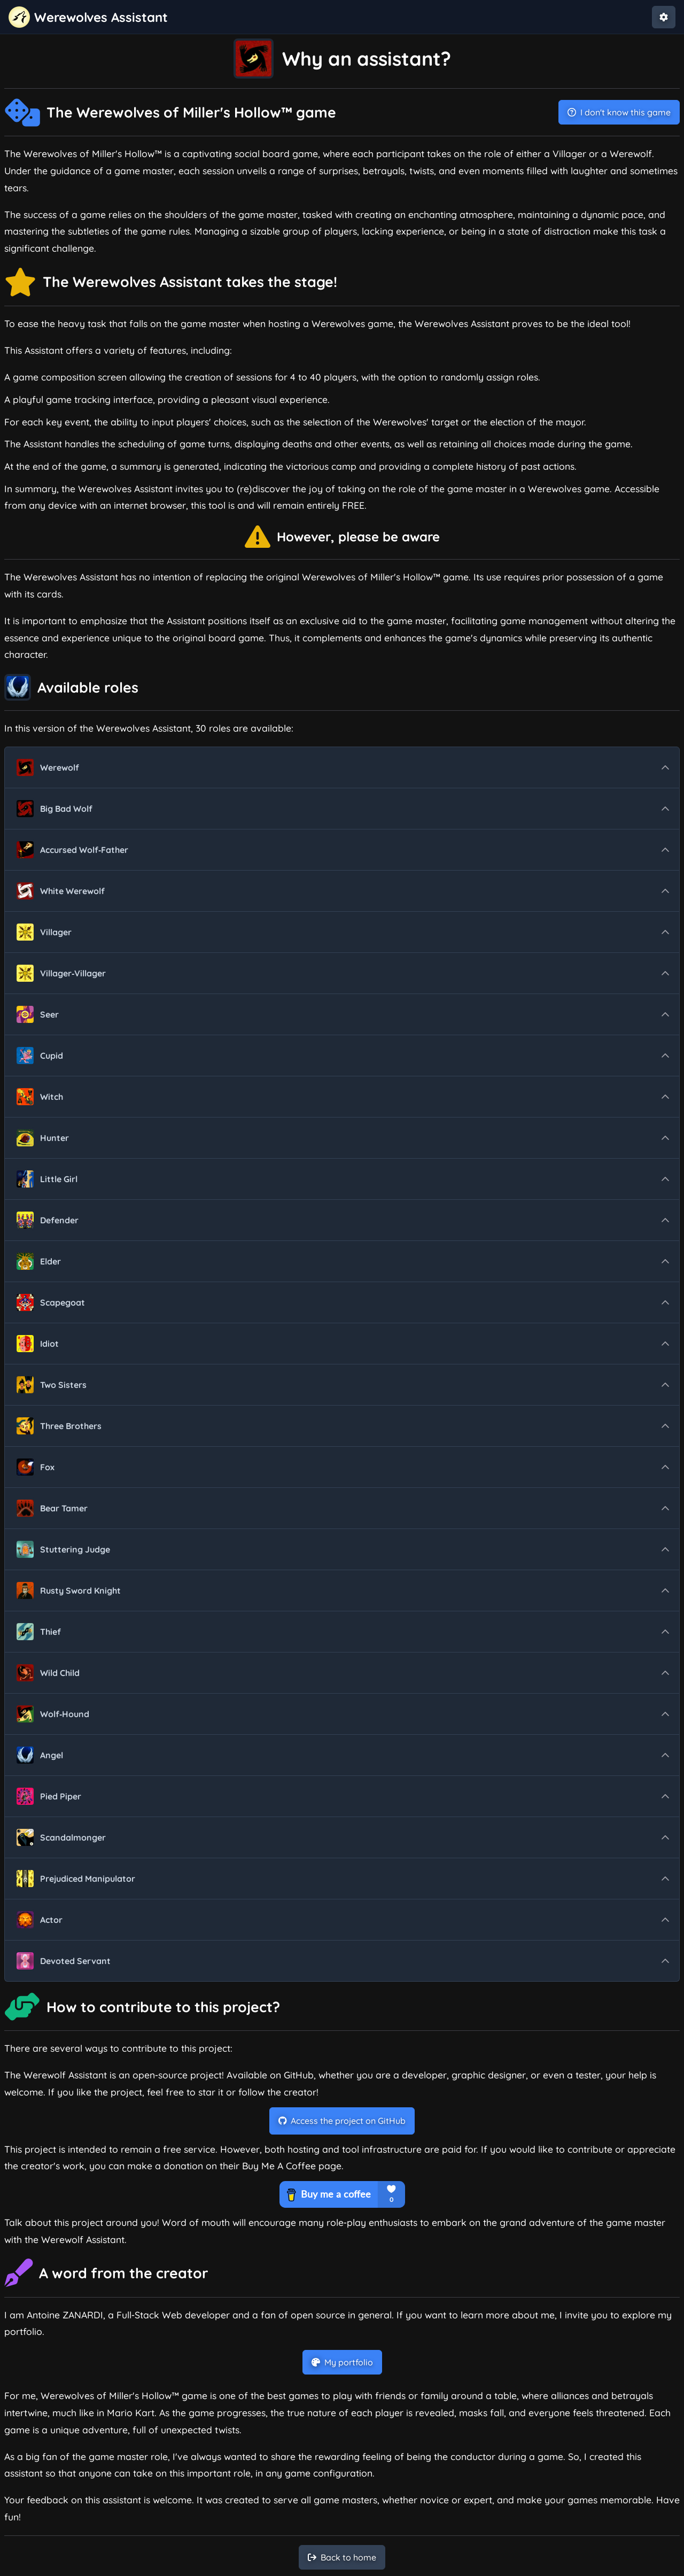 Werewolves Assistant
Why an assistant?
The Werewolves of Miller's Hollow™ game
I don't know this game
The Werewolves of Miller's Hollow™ is a captivating social board game, where each participant takes on the role of either a Villager or a Werewolf.
Under the guidance of a game master, each session unveils a range of surprises, betrayals, twists, and even moments filled with laughter and sometimes
tears.
The success of a game relies on the shoulders of the game master, tasked with creating an enchanting atmosphere, maintaining a dynamic pace, and
mastering the subtleties of the game rules. Managing a sizable group of players, lacking experience, or being in a state of distraction make this task a
significant challenge.
The Werewolves Assistant takes the stage!
To ease the heavy task that falls on the game master when hosting a Werewolves game, the Werewolves Assistant proves to be the ideal tool!
This Assistant offers a variety of features, including:
A game composition screen allowing the creation of sessions for 4 to 40 players, with the option to randomly assign roles.
A playful game tracking interface, providing a pleasant visual experience.
For each key event, the ability to input players' choices, such as the selection of the Werewolves' target or the election of the mayor.
The Assistant handles the scheduling of game turns, displaying deaths and other events, as well as retaining all choices made during the game.
At the end of the game, a summary is generated, indicating the victorious camp and providing a complete history of past actions.
In summary, the Werewolves Assistant invites you to (re)discover the joy of taking on the role of the game master in a Werewolves game. Accessible
from any device with an internet browser, this tool is and will remain entirely FREE.
However, please be aware
The Werewolves Assistant has no intention of replacing the original Werewolves of Miller's Hollow™ game. Its use requires prior possession of a game
with its cards.
It is important to emphasize that the Assistant positions itself as an exclusive aid to the game master, facilitating game management without altering the
essence and experience unique to the original board game. Thus, it complements and enhances the game's dynamics while preserving its authentic
character.
Available roles
In this version of the Werewolves Assistant, 30 roles are available:
Werewolf
Big Bad Wolf
Accursed Wolf-Father
White Werewolf
Villager
Villager-Villager
Seer
Cupid
Witch
Hunter
Little Girl
Defender
Elder
Scapegoat
Idiot
Two Sisters
Three Brothers
Fox
Bear Tamer
Stuttering Judge
Rusty Sword Knight
Thief
Wild Child
Wolf-Hound
Angel
Pied Piper
Scandalmonger
Prejudiced Manipulator
Actor
Devoted Servant
How to contribute to this project?
There are several ways to contribute to this project:
The Werewolf Assistant is an open-source project! Available on GitHub, whether you are a developer, graphic designer, or even a tester, your help is
welcome. If you like the project, feel free to star it or follow the creator!
Access the project on GitHub
This project is intended to remain a free service. However, both hosting and tool infrastructure are paid for. If you would like to contribute or appreciate
the creator's work, you can make a donation on their Buy Me A Coffee page.
Buy me a coffee
0
Talk about this project around you! Word of mouth will encourage many role-play enthusiasts to embark on the grand adventure of the game master
with the Werewolf Assistant.
A word from the creator
I am Antoine ZANARDI, a Full-Stack Web developer and a fan of open source in general. If you want to learn more about me, I invite you to explore my
portfolio.
My portfolio
For me, Werewolves of Miller's Hollow™ game is one of the best games to play with friends or family around a table, where alliances and betrayals
intertwine, much like in Mario Kart. As the game progresses, the true nature of each player is revealed, masks fall, and everyone feels threatened. Each
game is a unique adventure, full of unexpected twists.
As a big fan of the game master role, I've always wanted to share the rewarding feeling of being the conductor during a game. So, I created this
assistant so that anyone can take on this important role, in any game configuration.
Your feedback on this assistant is welcome. It was created to serve all game masters, whether novice or expert, and make your games memorable. Have
fun!
Back to home